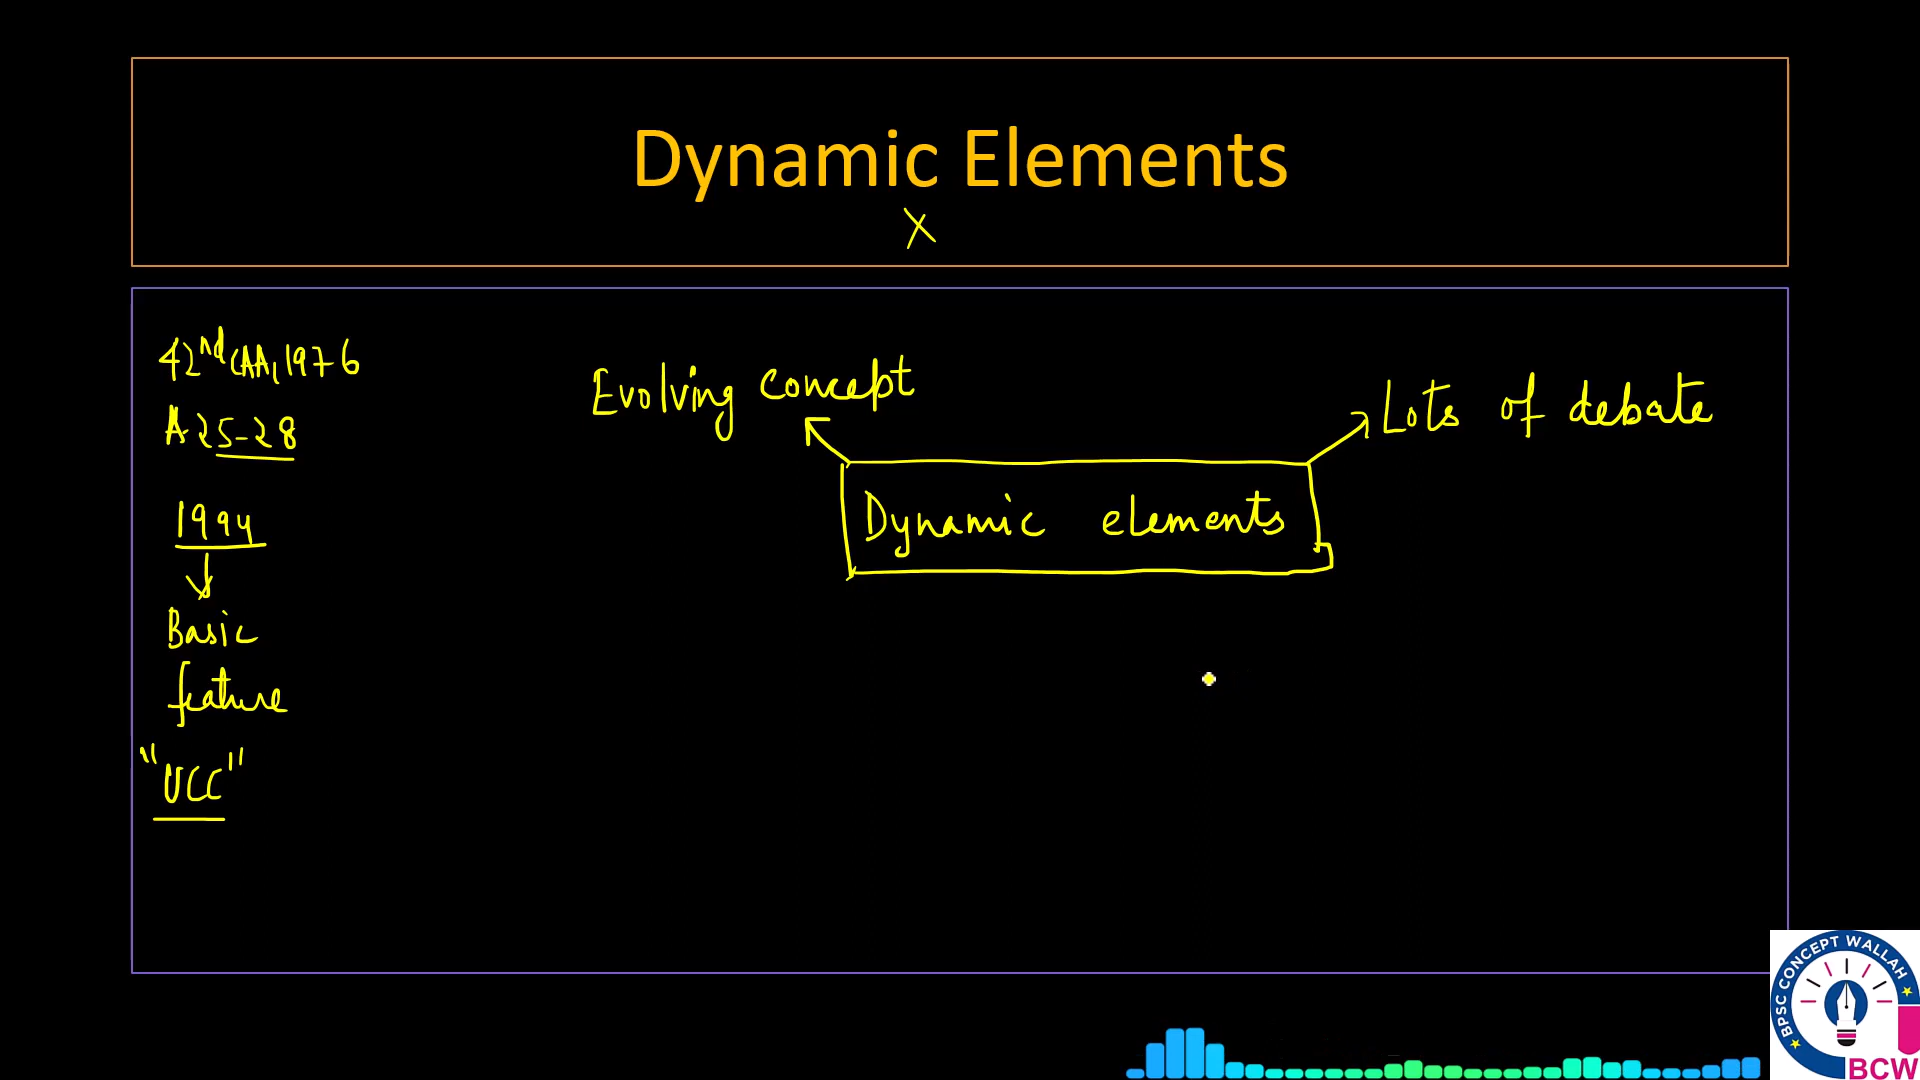 Dynamic Elements
X
42nd CAA, 1976
A 25-28
1994
Basic
feature
"UCC"
Evolving concept
Lots of debate
Dynamic elements
BPSC CONCEPT WALLAH
BCW